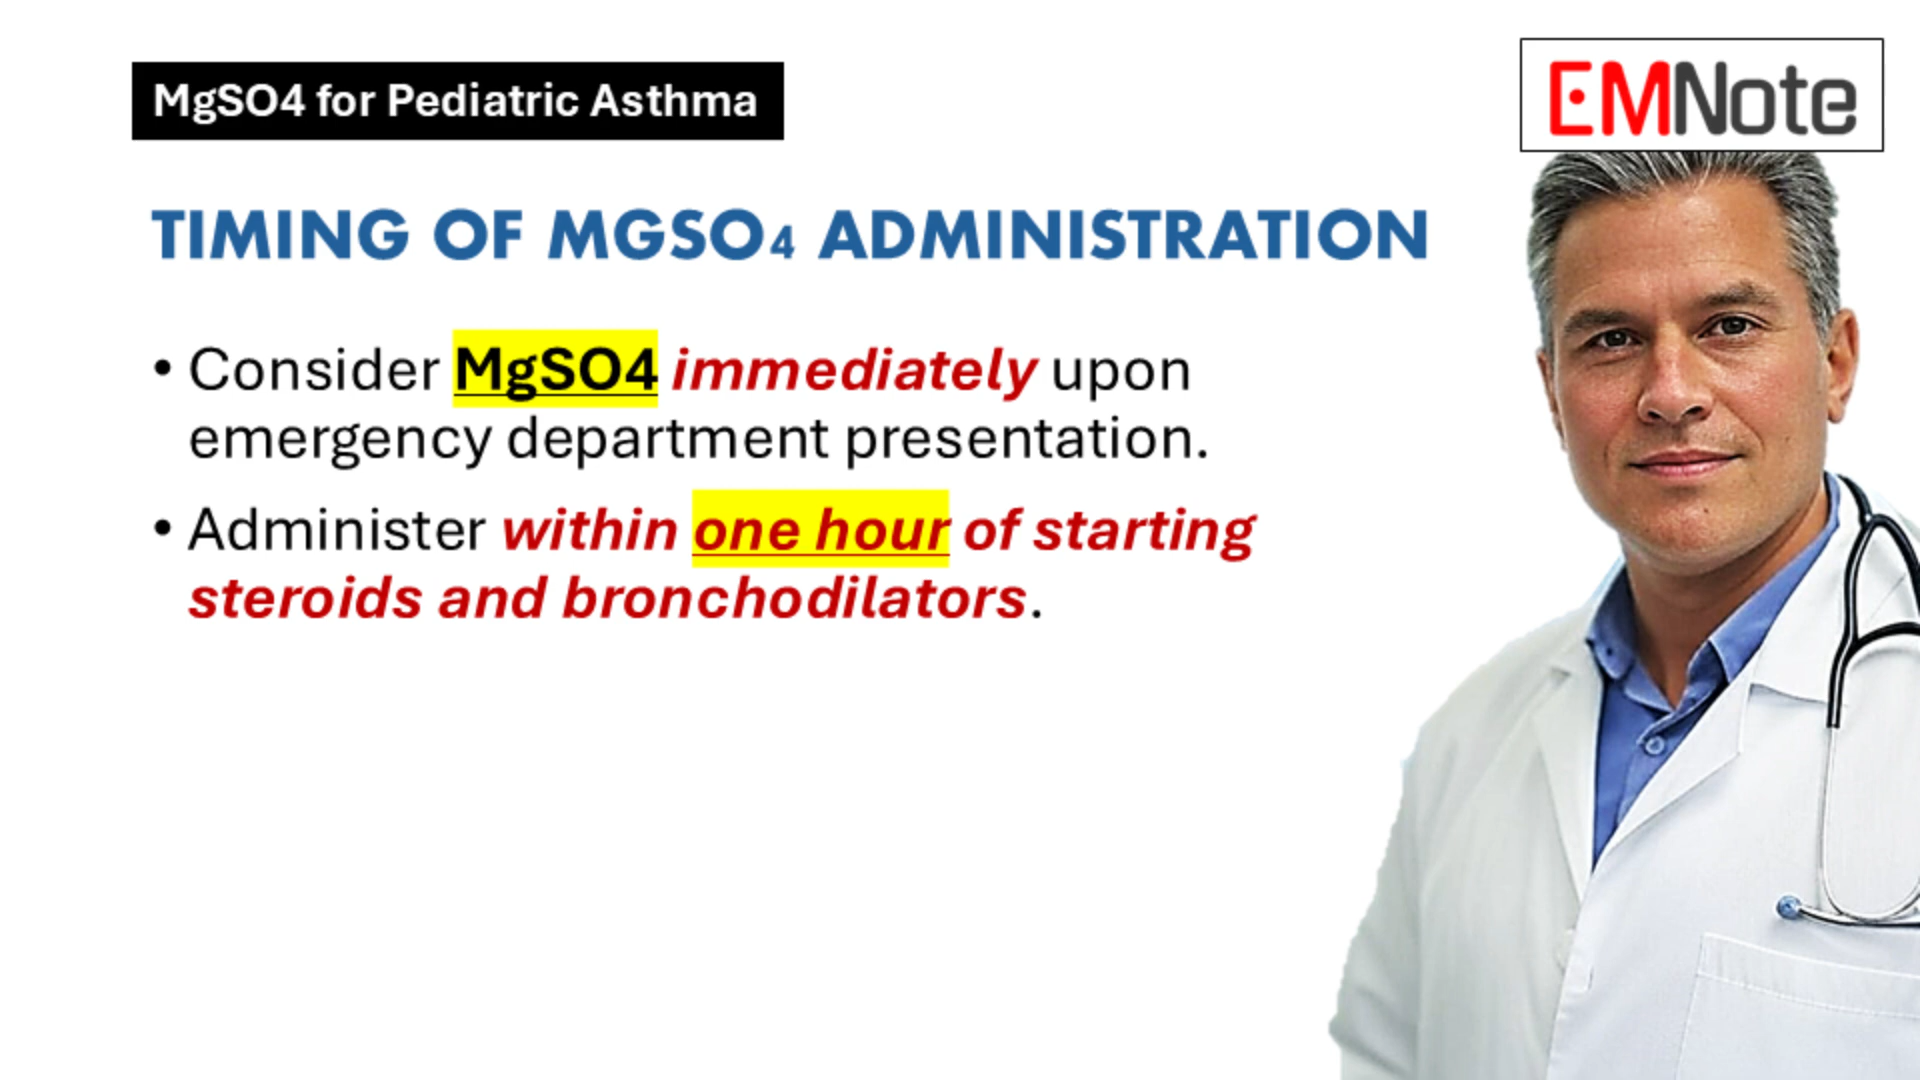 MgSO4 for Pediatric Asthma
EMNote
TIMING OF MGSO₄ ADMINISTRATION
• Consider MgSO4 immediately upon
emergency department presentation.
• Administer within one hour of starting
steroids and bronchodilators.